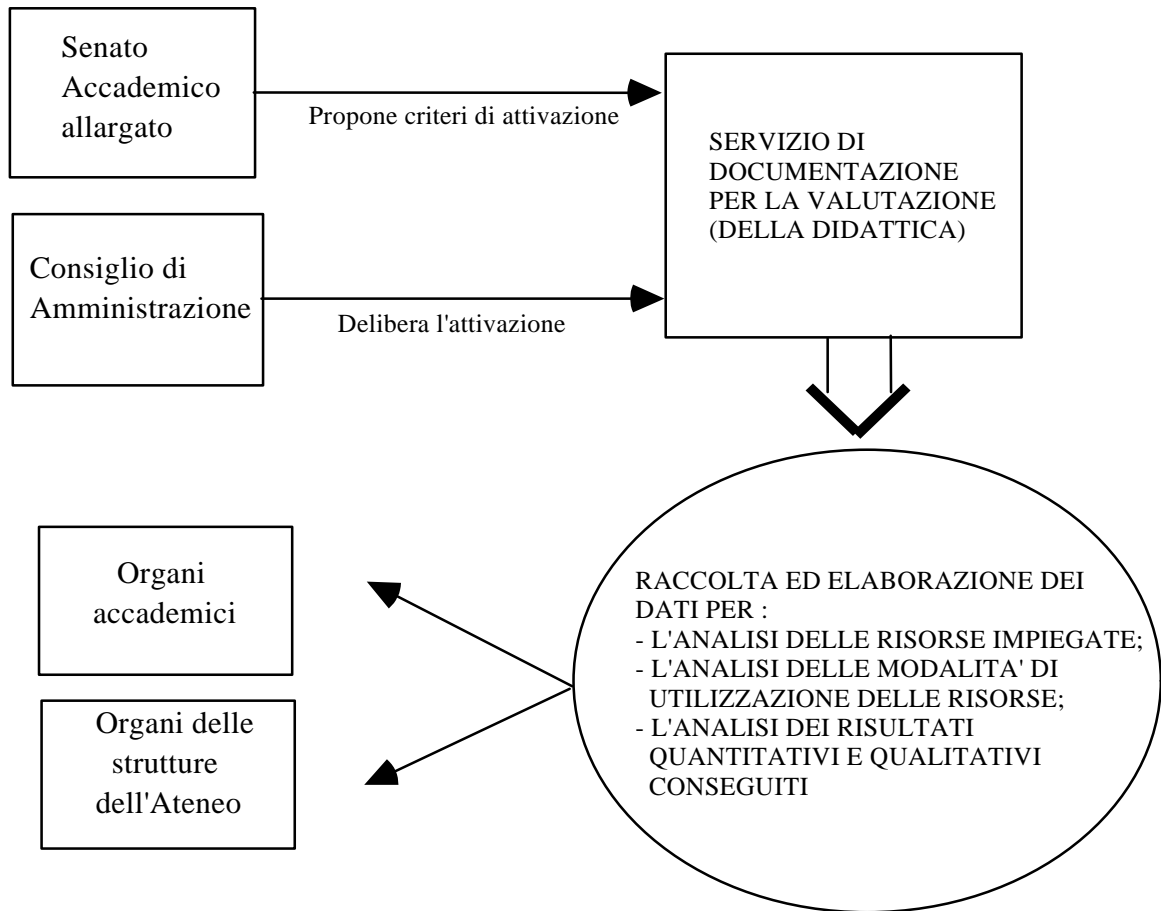 Senato
Accademico
allargato
Propone criteri di attivazione
SERVIZIO DI
DOCUMENTAZIONE
PER LA VALUTAZIONE
(DELLA DIDATTICA)
Consiglio di
Amministrazione
Delibera l'attivazione
Organi
accademici
Organi delle
strutture
dell'Ateneo
RACCOLTA ED ELABORAZIONE DEI
DATI PER :
- L'ANALISI DELLE RISORSE IMPIEGATE;
- L'ANALISI DELLE MODALITA' DI
UTILIZZAZIONE DELLE RISORSE;
- L'ANALISI DEI RISULTATI
QUANTITATIVI E QUALITATIVI
CONSEGUITI